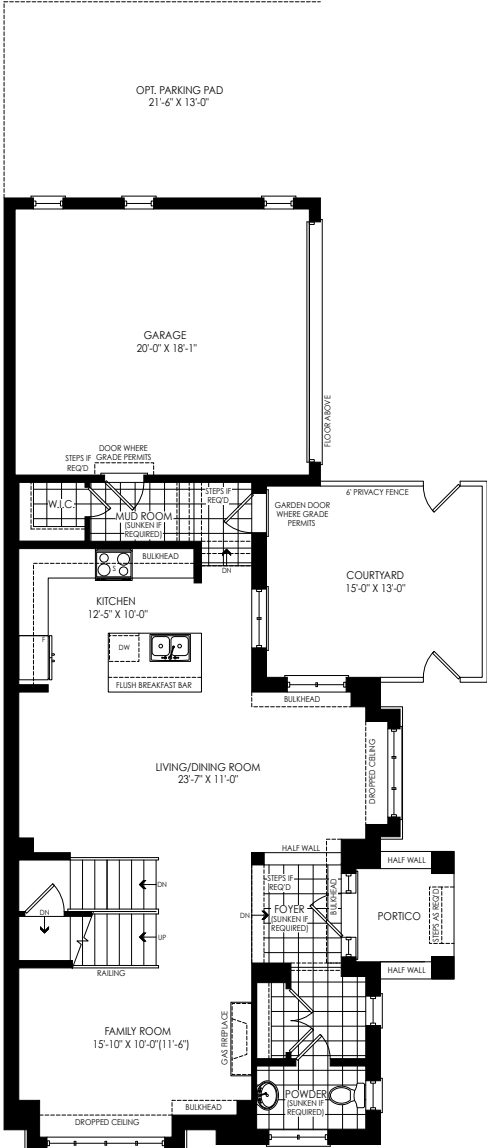 OPT. PARKING PAD
21'-6" X 13'-0"
GARAGE
20'-0" X 18'-1"
FLOOR ABOVE
DOOR WHERE
GRADE PERMITS
STEPS IF
REQ'D
W.I.C.
MUD ROOM
(SUNKEN IF
REQUIRED)
STEPS IF
REQ'D
DN
GARDEN DOOR
WHERE GRADE
PERMITS
6' PRIVACY FENCE
COURTYARD
15'-0" X 13'-0"
BULKHEAD
S
KITCHEN
12'-5" X 10'-0"
F
DW
FLUSH BREAKFAST BAR
BULKHEAD
LIVING/DINING ROOM
23'-7" X 11'-0"
DROPPED CEILING
HALF WALL
HALF WALL
STEPS IF
REQ'D
BULKHEAD
DN
FOYER
(SUNKEN IF
REQUIRED)
PORTICO
STEPS AS REQ'D
HALF WALL
DN
DN
UP
RAILING
FAMILY ROOM
15'-10" X 10'-0"(11'-6")
GAS FIREPLACE
POWDER
(SUNKEN IF
REQUIRED)
BULKHEAD
DROPPED CEILING